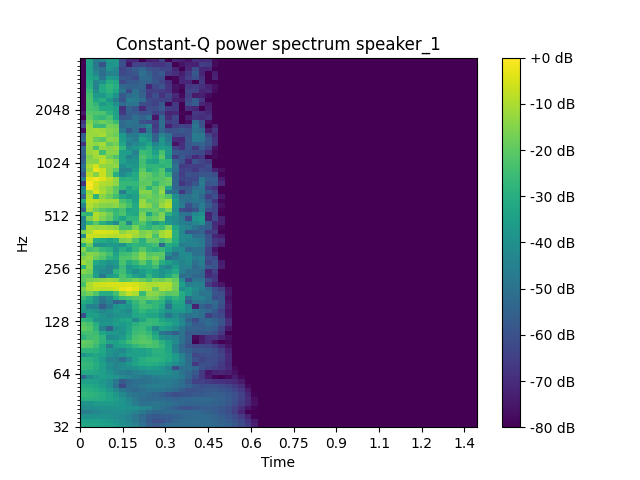 Constant-Q power spectrum speaker_1
Hz
2048
1024
512
256
128
64
32
0 0.15 0.3 0.45 0.6 0.75 0.9 1.1 1.2 1.4
Time
+0 dB
-10 dB
-20 dB
-30 dB
-40 dB
-50 dB
-60 dB
-70 dB
-80 dB